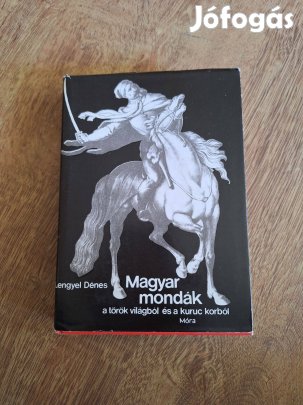 Jófogás
Lengyel Dénes
Magyar
mondák
a török világból és a kuruc korból
Móra